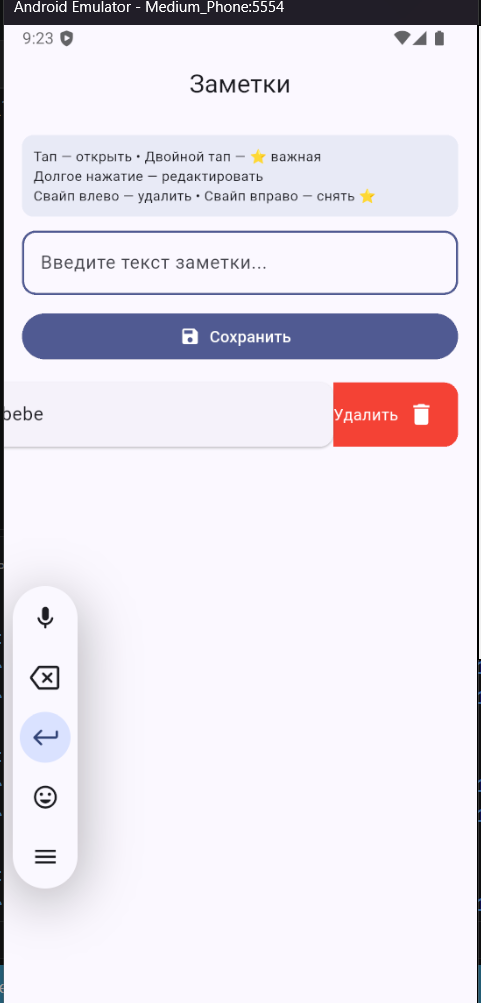 Android Emulator - Medium_Phone:5554
9:23
Заметки
Тап — открыть • Двойной тап — ⭐ важная
Долгое нажатие — редактировать
Свайп влево — удалить • Свайп вправо — снять ⭐
Введите текст заметки...
Сохранить
bebe Удалить